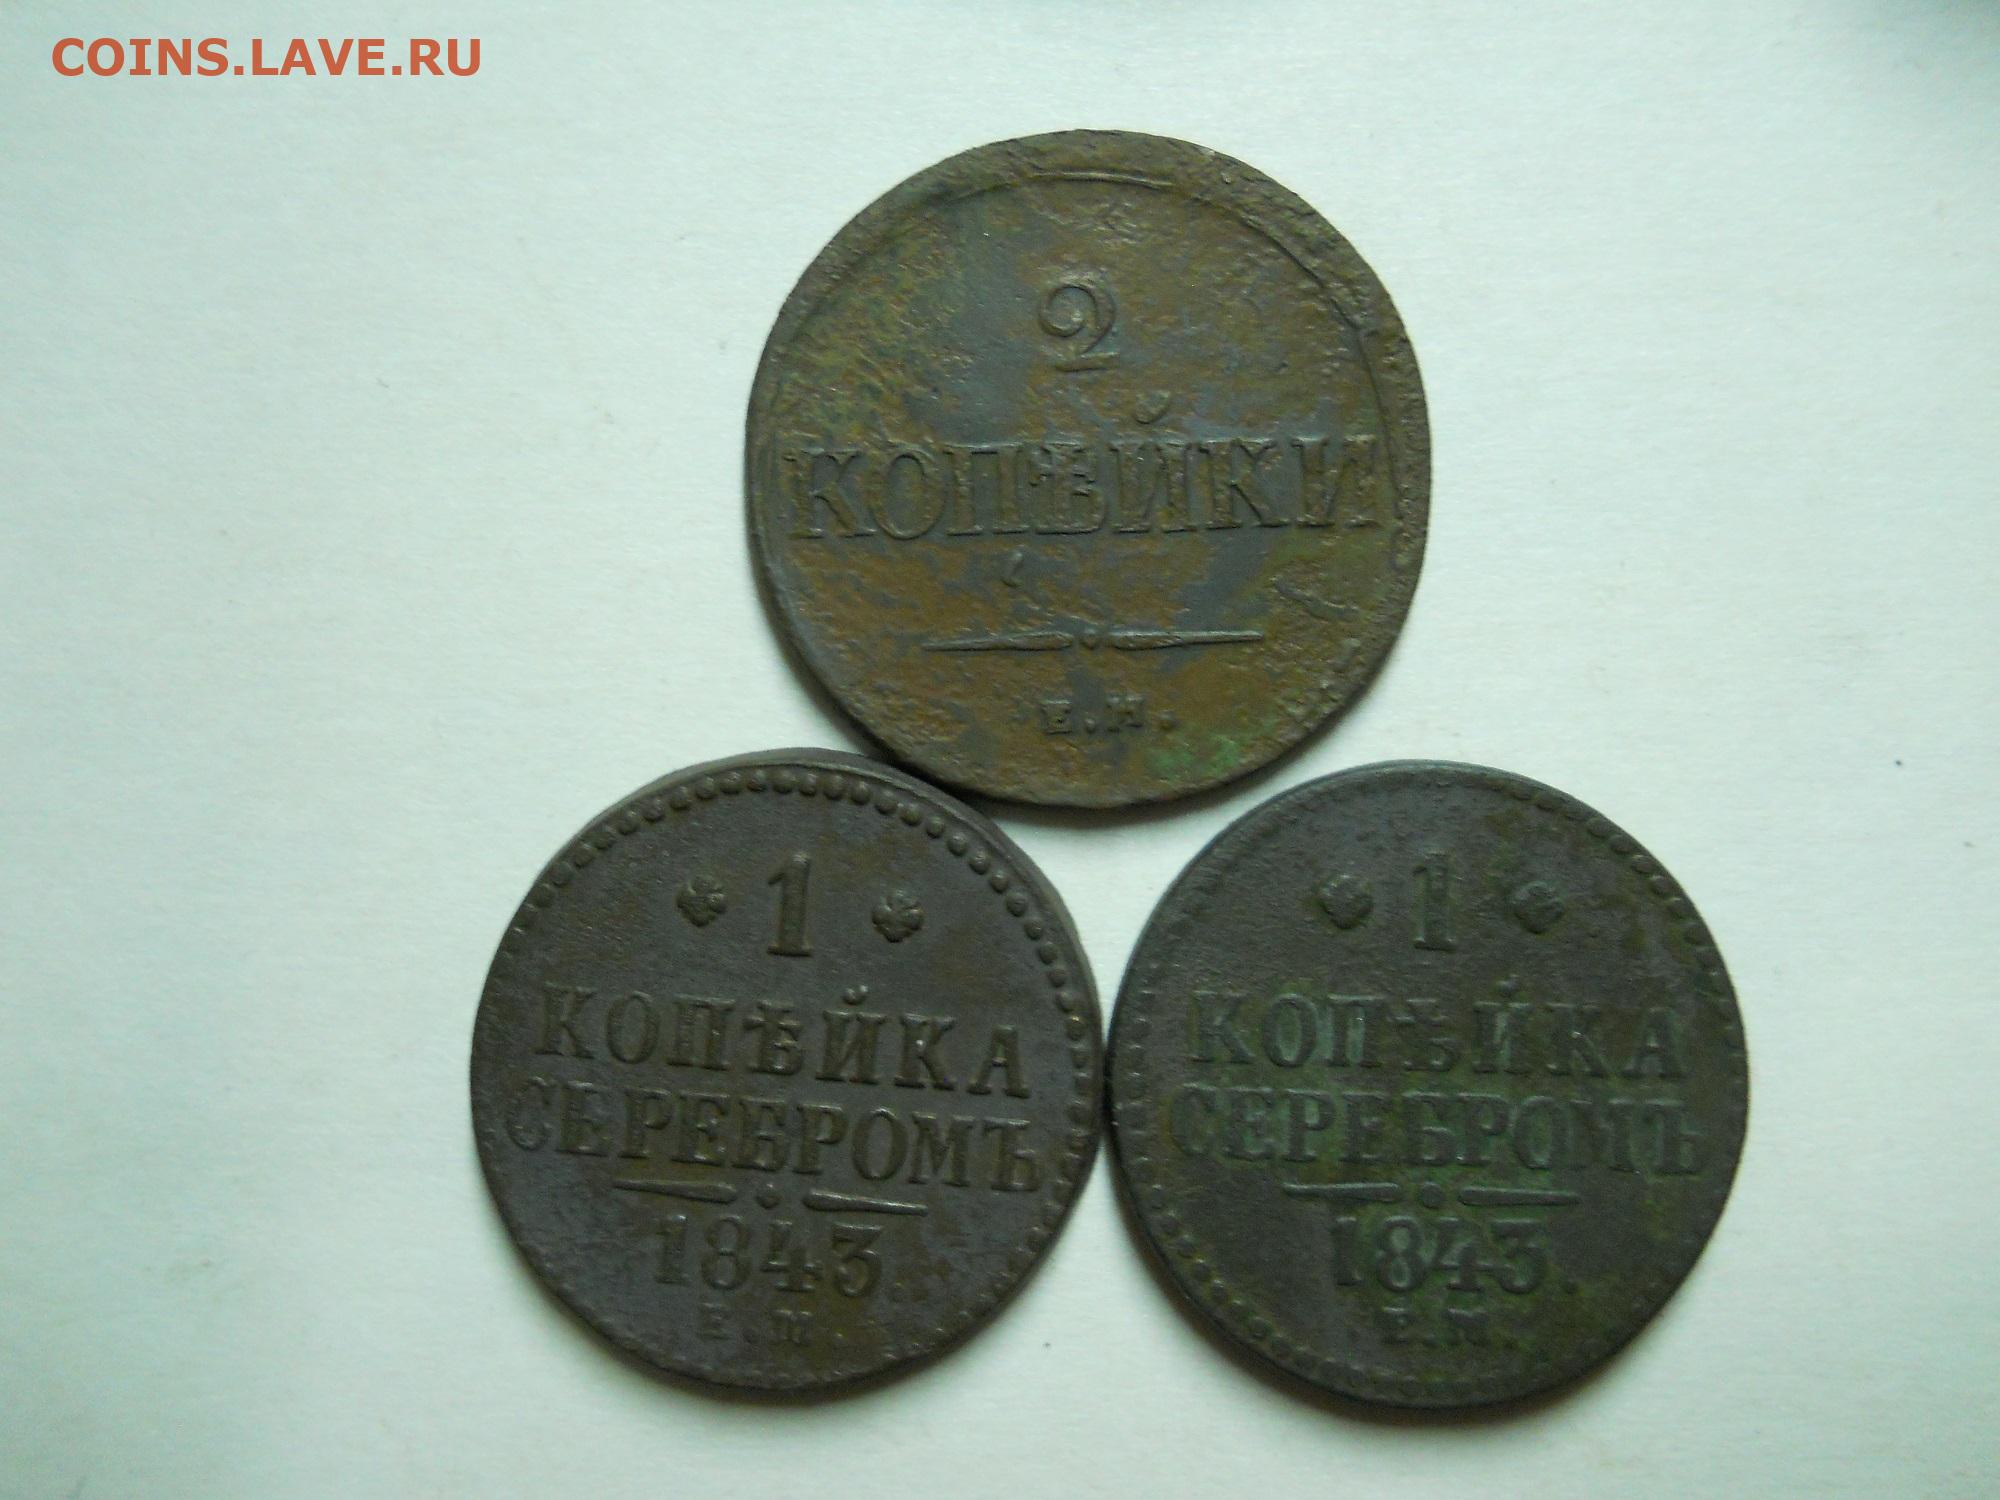 COINS.LAVE.RU
2
КОПѢЙКИ
Е.М.
1
КОПѢЙКА
СЕРЕБРОМЪ
1843.
Е.М.
1
КОПѢЙКА
СЕРЕБРОМЪ
1843.
Е.М.